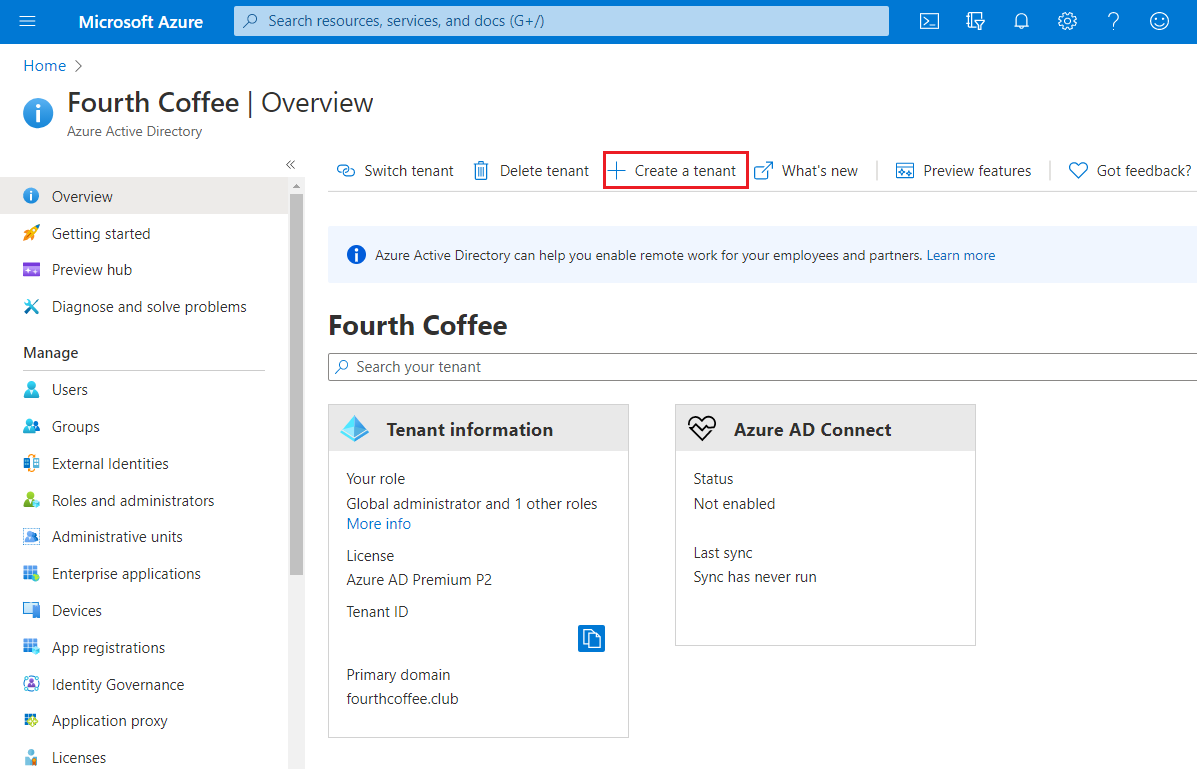 Microsoft Azure
Search resources, services, and docs (G+/)
Home
Fourth Coffee | Overview
Azure Active Directory
Switch tenant
Delete tenant
Create a tenant
What's new
Preview features
Got feedback?
Overview
Getting started
Preview hub
Diagnose and solve problems
Manage
Users
Groups
External Identities
Roles and administrators
Administrative units
Enterprise applications
Devices
App registrations
Identity Governance
Application proxy
Licenses
Azure Active Directory can help you enable remote work for your employees and partners. Learn more
Fourth Coffee
Search your tenant
Tenant information
Your role
Global administrator and 1 other roles
More info
License
Azure AD Premium P2
Tenant ID
Primary domain
fourthcoffee.club
Azure AD Connect
Status
Not enabled
Last sync
Sync has never run